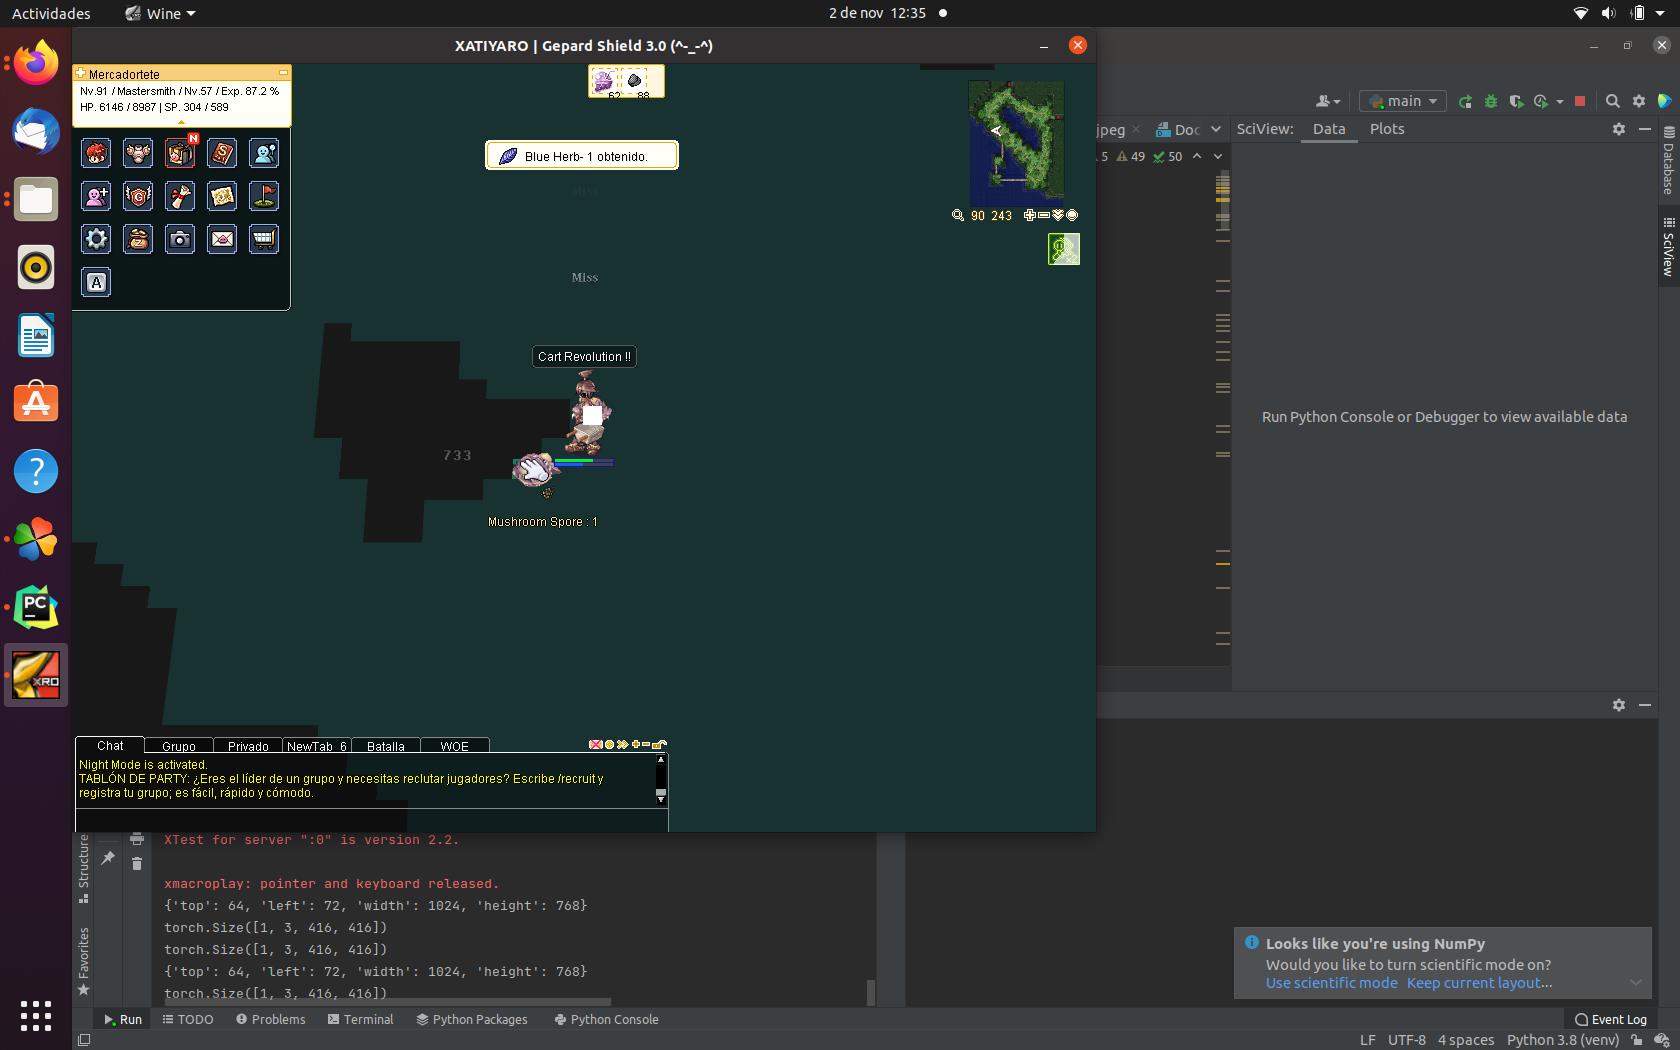 Actividades
Wine
2 de nov 12:35
XATIYARO | Gepard Shield 3.0 (^-_-^)
Mercadortete
Nv.91 / Mastersmith / Nv.57 / Exp. 87.2 %
HP. 6146 / 8987 | SP. 304 / 589
N
A
62
88
Blue Herb- 1 obtenido.
Miss
Miss
Cart Revolution !!
733
Mushroom Spore : 1
90 243
Chat
Grupo
Privado
NewTab_6
Batalla
WOE
Night Mode is activated.
TABLÓN DE PARTY: ¿Eres el líder de un grupo y necesitas reclutar jugadores? Escribe /recruit y
registra tu grupo; es fácil, rápido y cómodo.
main
jpeg
Doc
SciView:
Data
Plots
5
49
50
Database
SciView
Run Python Console or Debugger to view available data
PC
XRO
Structure
Favorites
XTest for server ":0" is version 2.2.
xmacroplay: pointer and keyboard released.
{'top': 64, 'left': 72, 'width': 1024, 'height': 768}
torch.Size([1, 3, 416, 416])
torch.Size([1, 3, 416, 416])
{'top': 64, 'left': 72, 'width': 1024, 'height': 768}
torch.Size([1, 3, 416, 416])
Looks like you're using NumPy
Would you like to turn scientific mode on?
Use scientific mode
Keep current layout...
Run
TODO
Problems
Terminal
Python Packages
Python Console
Event Log
LF
UTF-8
4 spaces
Python 3.8 (venv)